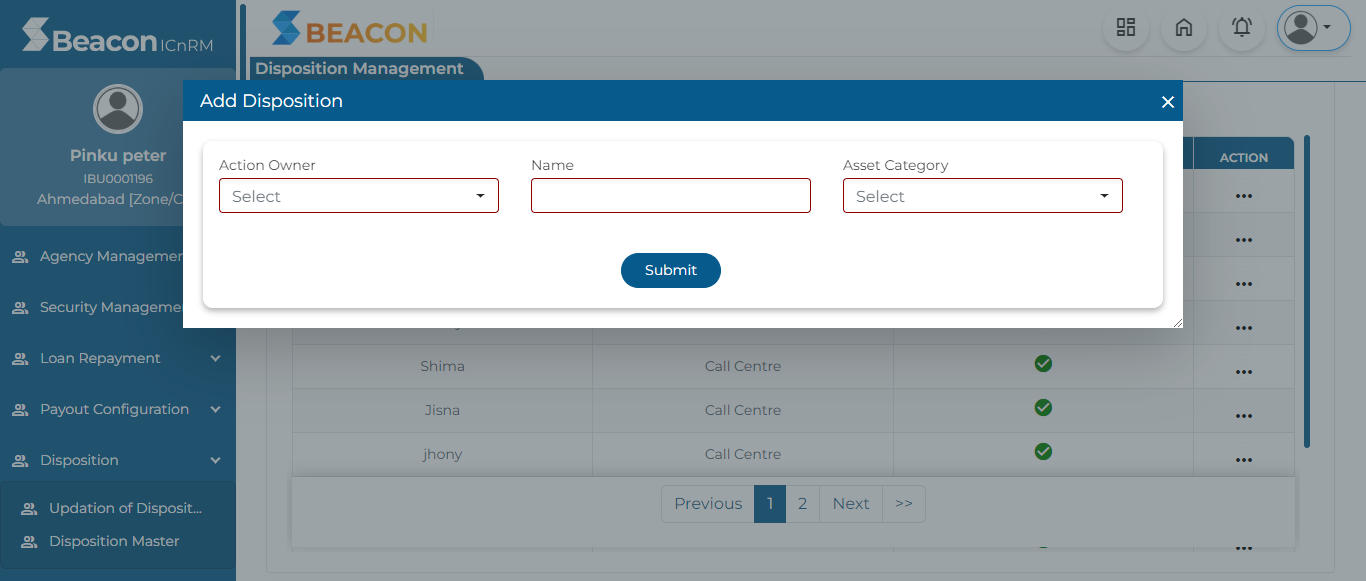 Beacon ICnRM
BEACON
Disposition Management
Pinku peter
IBU0001196
Ahmedabad [Zone/C
Agency Managemen
Security Manageme
Loan Repayment
Payout Configuration
Disposition
Updation of Disposit...
Disposition Master
Add Disposition
Action Owner
Name
Asset Category
Select
Select
Submit
ACTION
Shima Call Centre
Jisna Call Centre
jhony Call Centre
Previous 1 2 Next >>